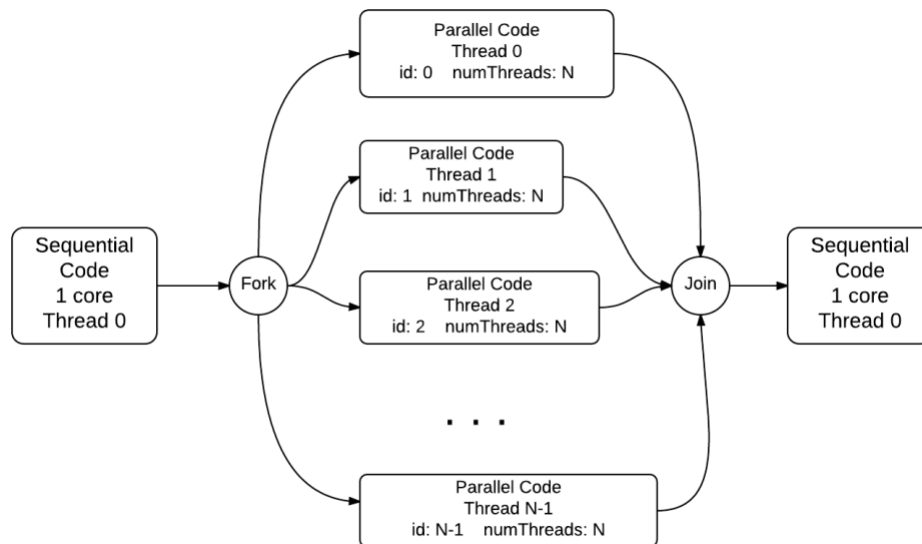 Sequential
Code
1 core
Thread 0
Fork
Parallel Code
Thread 0
id: 0 numThreads: N
Parallel Code
Thread 1
id: 1 numThreads: N
Parallel Code
Thread 2
id: 2 numThreads: N
. . .
Parallel Code
Thread N-1
id: N-1 numThreads: N
Join
Sequential
Code
1 core
Thread 0